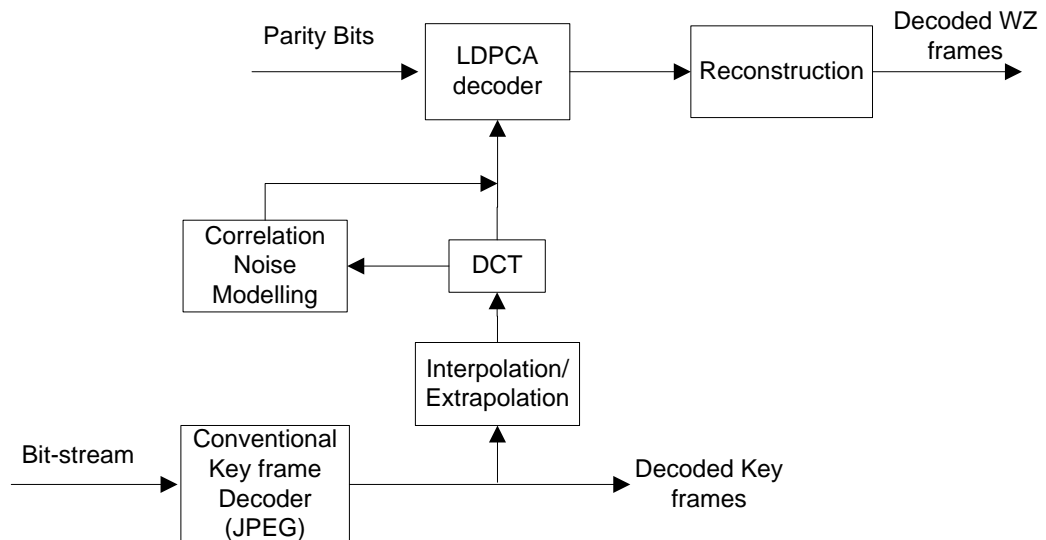 Parity Bits
LDPCA
decoder
Reconstruction
Decoded WZ
frames
Correlation
Noise
Modelling
DCT
Interpolation/
Extrapolation
Bit-stream
Conventional
Key frame
Decoder
(JPEG)
Decoded Key
frames